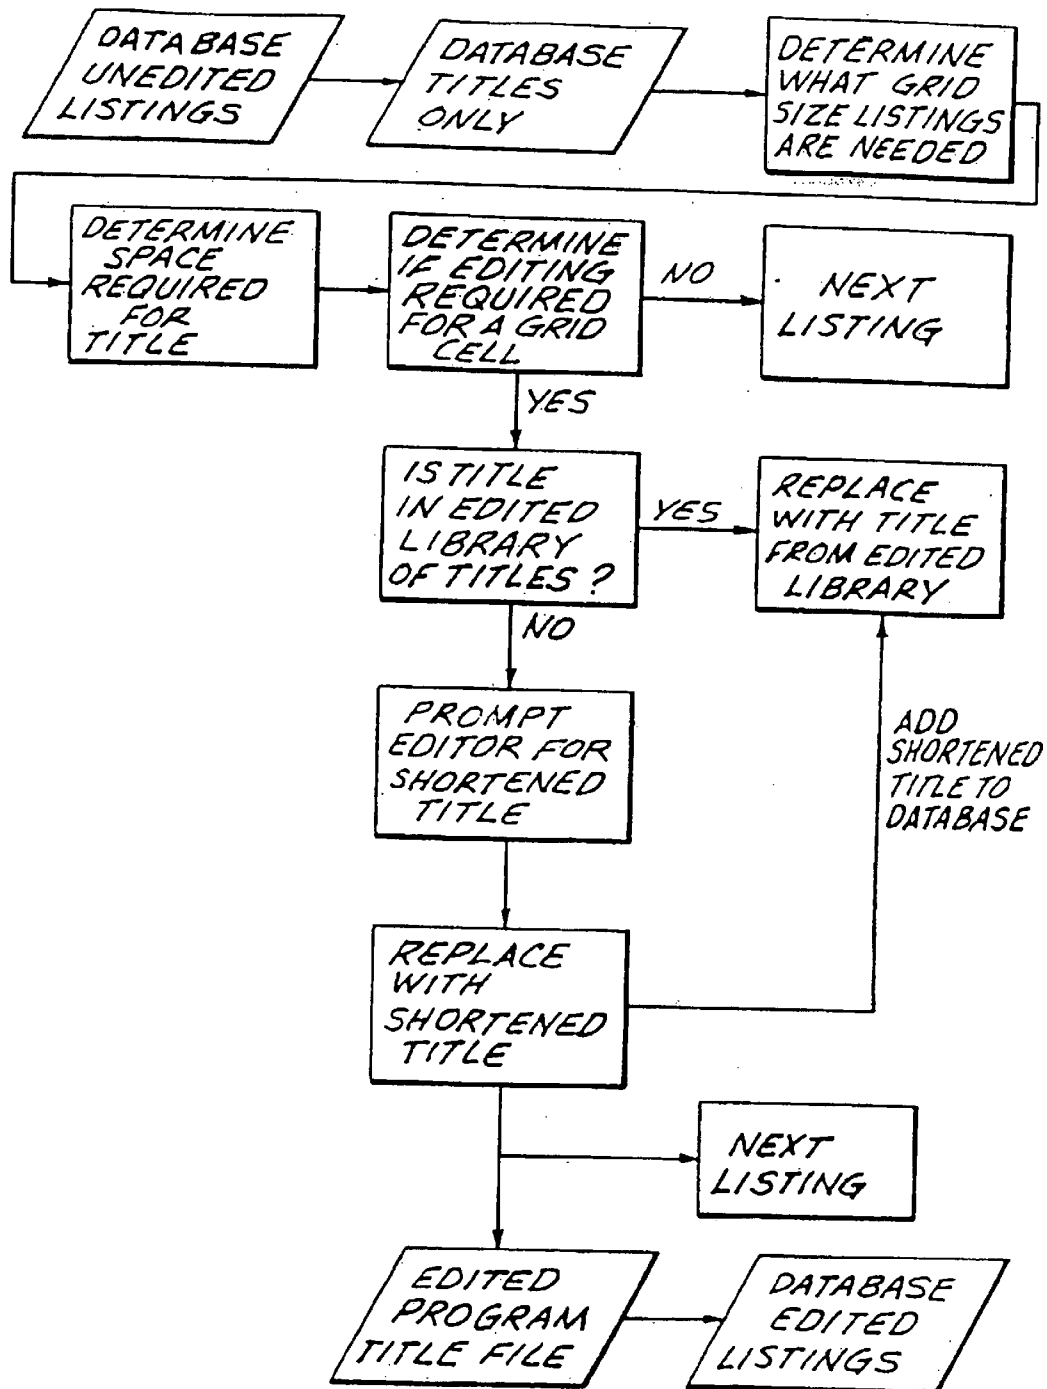 DATABASE
UNEDITED
LISTINGS
DATABASE
TITLES
ONLY
DETERMINE
WHAT GRID
SIZE LISTINGS
ARE NEEDED
DETERMINE
SPACE
REQUIRED
FOR
TITLE
DETERMINE
IF EDITING
REQUIRED
FOR A GRID
CELL
NO
NEXT
LISTING
YES
IS TITLE
IN EDITED
LIBRARY
OF TITLES?
YES
REPLACE
WITH TITLE
FROM EDITED
LIBRARY
NO
PROMPT
EDITOR FOR
SHORTENED
TITLE
ADD
SHORTENED
TITLE TO
DATABASE
REPLACE
WITH
SHORTENED
TITLE
NEXT
LISTING
EDITED
PROGRAM
TITLE FILE
DATABASE
EDITED
LISTINGS